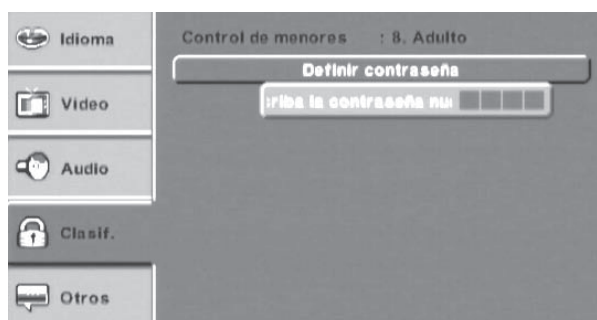 Idioma
Video
Audio
Clasif.
Otros
Control de menores : 8. Adulto
Definir contraseña
riba la contraseña nu